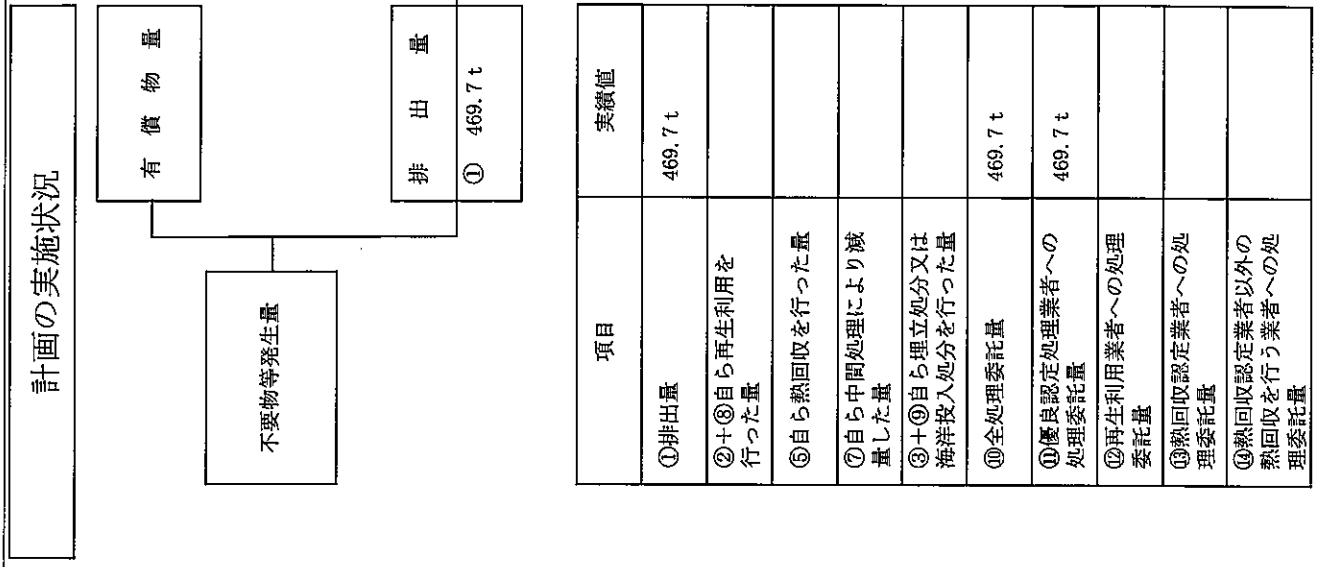 計画の実施状況
有 償 物 量
不要物等発生量
排 出 量
① 469.7 t
項目
実績値
①排出量
469.7 t
②+⑧自ら再生利用を
行った量
⑤自ら熱回収を行った量
⑦自ら中間処理により減
量した量
③+⑨自ら埋立処分又は
海洋投入処分を行った量
⑩全処理委託量
469.7 t
⑪優良認定処理業者への
処理委託量
469.7 t
⑫再生利用業者への処理
委託量
⑬熱回収認定業者への処
理委託量
⑭熱回収認定業者以外の
熱回収を行う業者への処
理委託量